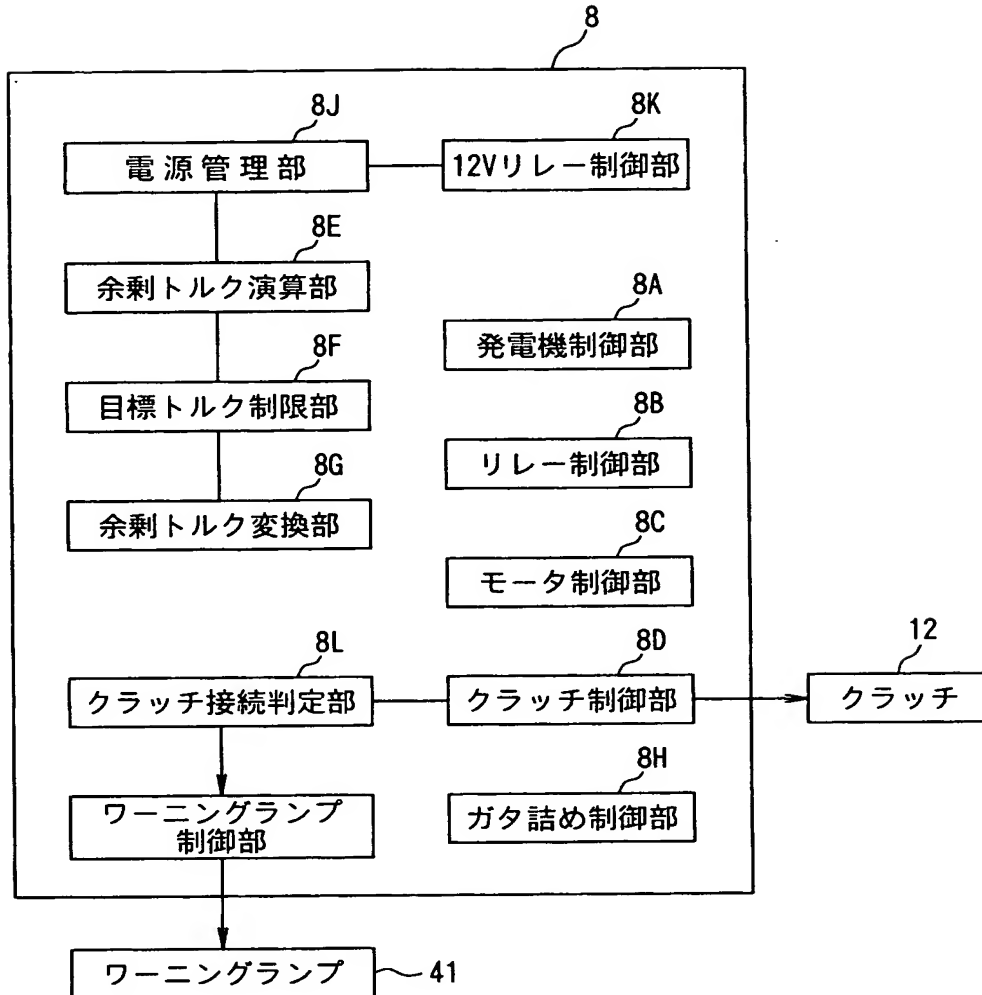 8
8J
電源管理部
8K
12Vリレー制御部
8E
余剰トルク演算部
8A
発電機制御部
8F
目標トルク制限部
8B
リレー制御部
8G
余剰トルク変換部
8C
モータ制御部
8L
クラッチ接続判定部
8D
クラッチ制御部
12
クラッチ
8H
ガタ詰め制御部
ワーニングランプ
制御部
ワーニングランプ
41